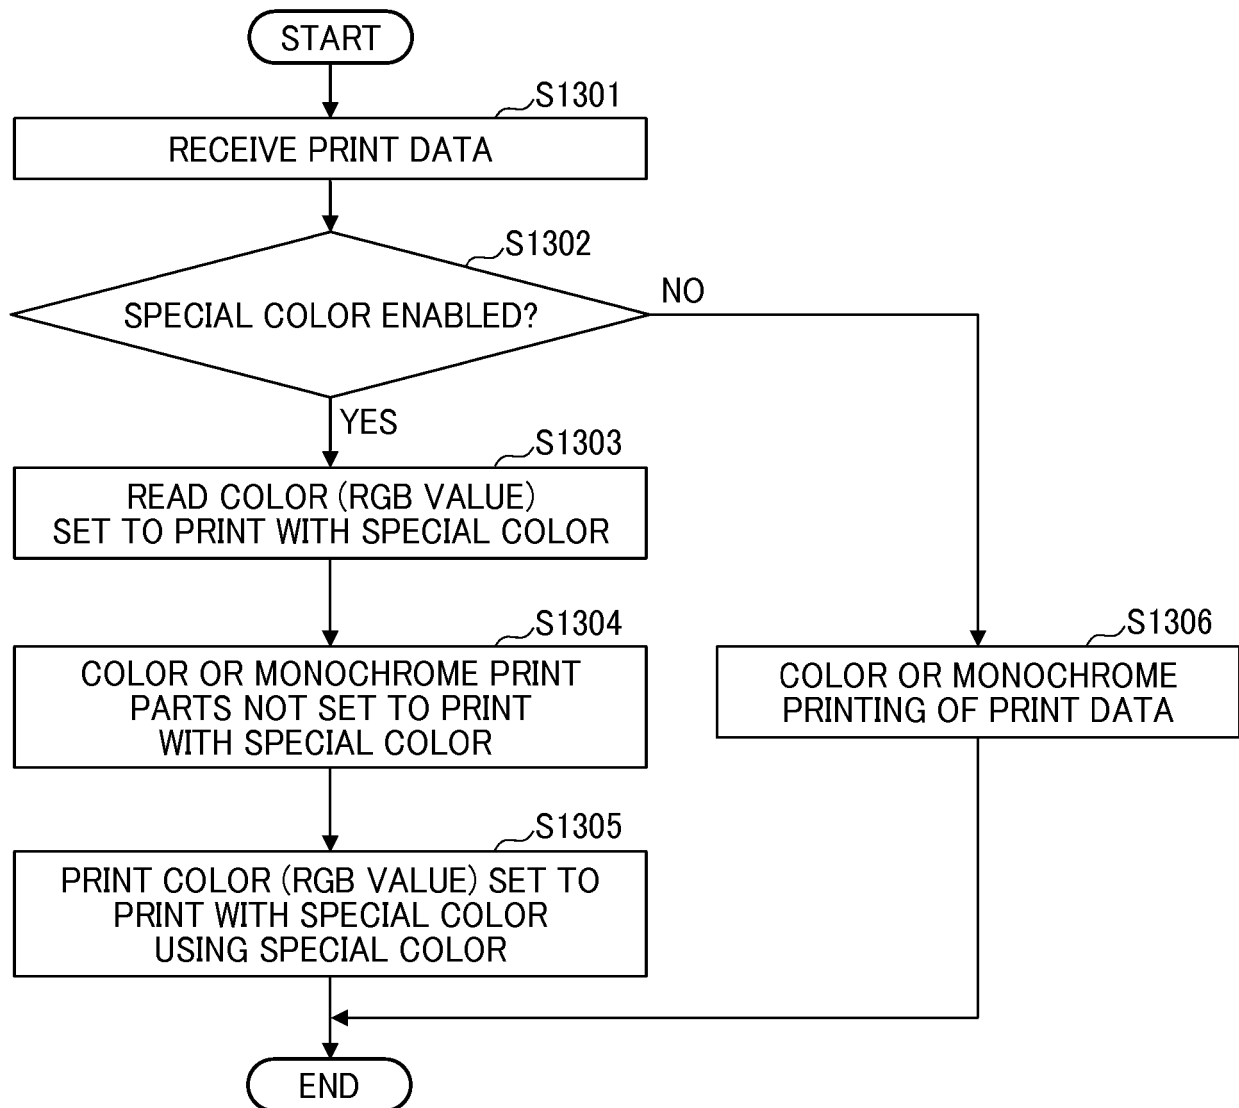 START
S1301
RECEIVE PRINT DATA
S1302
SPECIAL COLOR ENABLED?
NO
YES
S1303
READ COLOR (RGB VALUE)
SET TO PRINT WITH SPECIAL COLOR
S1304
COLOR OR MONOCHROME PRINT
PARTS NOT SET TO PRINT
WITH SPECIAL COLOR
S1306
COLOR OR MONOCHROME
PRINTING OF PRINT DATA
S1305
PRINT COLOR (RGB VALUE) SET TO
PRINT WITH SPECIAL COLOR
USING SPECIAL COLOR
END